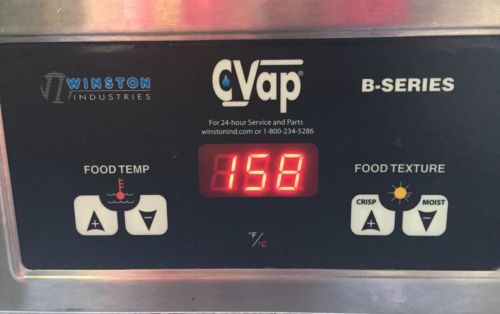 WINSTON
INDUSTRIES
CVap®
B-SERIES
For 24-hour Service and Parts
winstonind.com or 1-800-234-5286
FOOD TEMP
158
FOOD TEXTURE
CRISP
MOIST
°F/°C